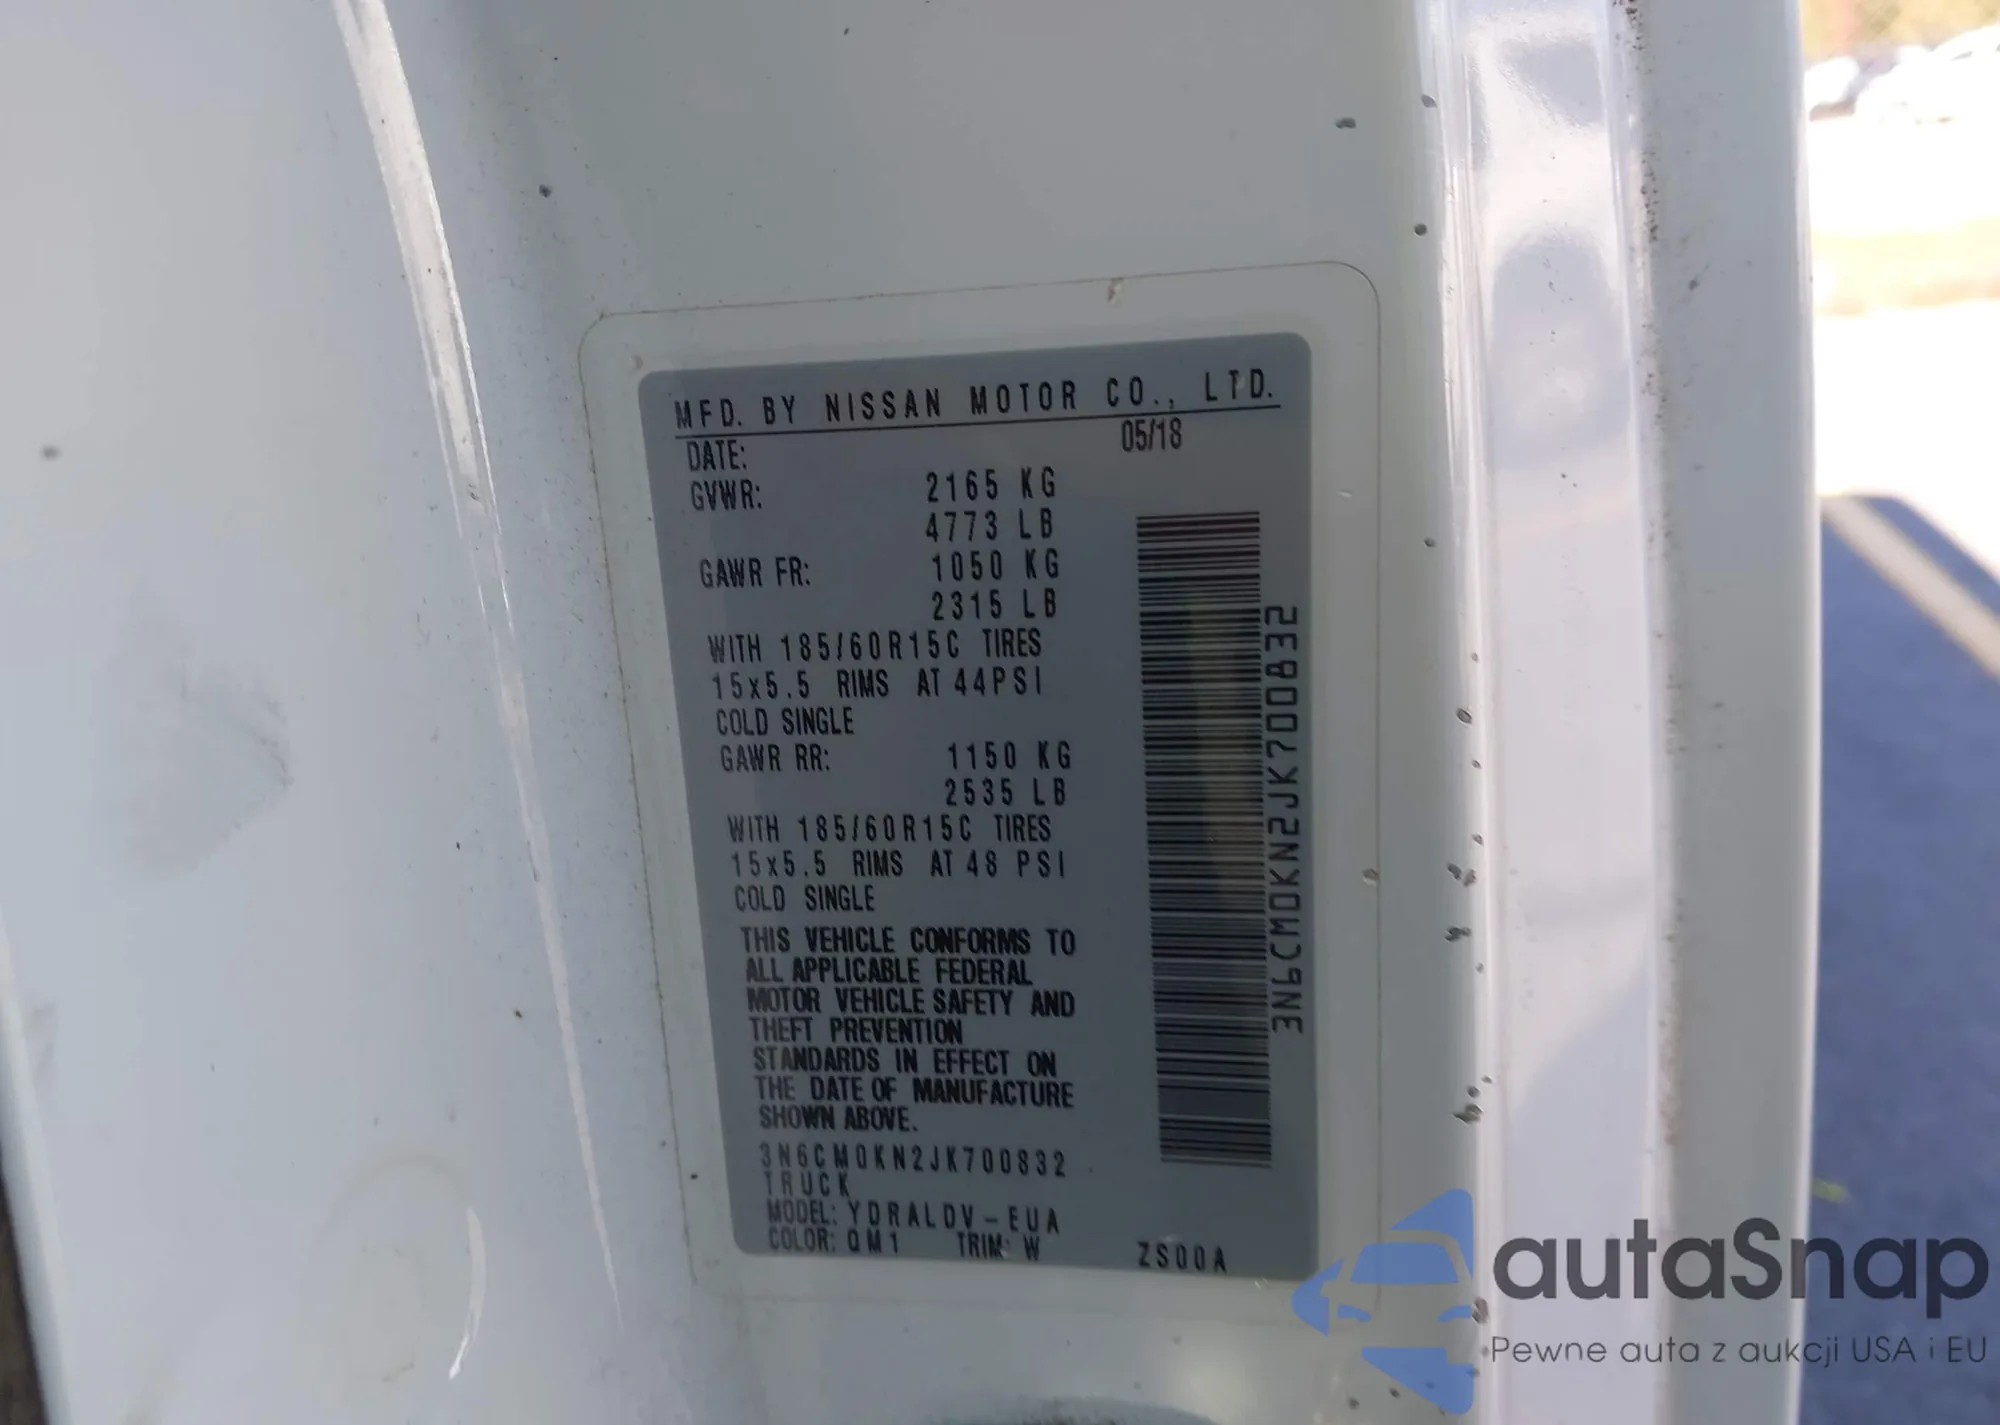 MFD. BY NISSAN MOTOR CO., LTD.
DATE: 05/18
GVWR: 2165 KG
4773 LB
GAWR FR: 1050 KG
2315 LB
WITH 185/60R15C TIRES
15x5.5 RIMS AT 44PSI
COLD SINGLE
GAWR RR: 1150 KG
2535 LB
WITH 185/60R15C TIRES
15x5.5 RIMS AT 48 PSI
COLD SINGLE
THIS VEHICLE CONFORMS TO
ALL APPLICABLE FEDERAL
MOTOR VEHICLE SAFETY AND
THEFT PREVENTION
STANDARDS IN EFFECT ON
THE DATE OF MANUFACTURE
SHOWN ABOVE.
3N6CM0KN2JK700832
TRUCK
MODEL: YDRALDV-EUA
COLOR: QM1 TRIM: W ZS00A
3N6CM0KN2JK700832
autaSnap
Pewne auta z aukcji USA i EU